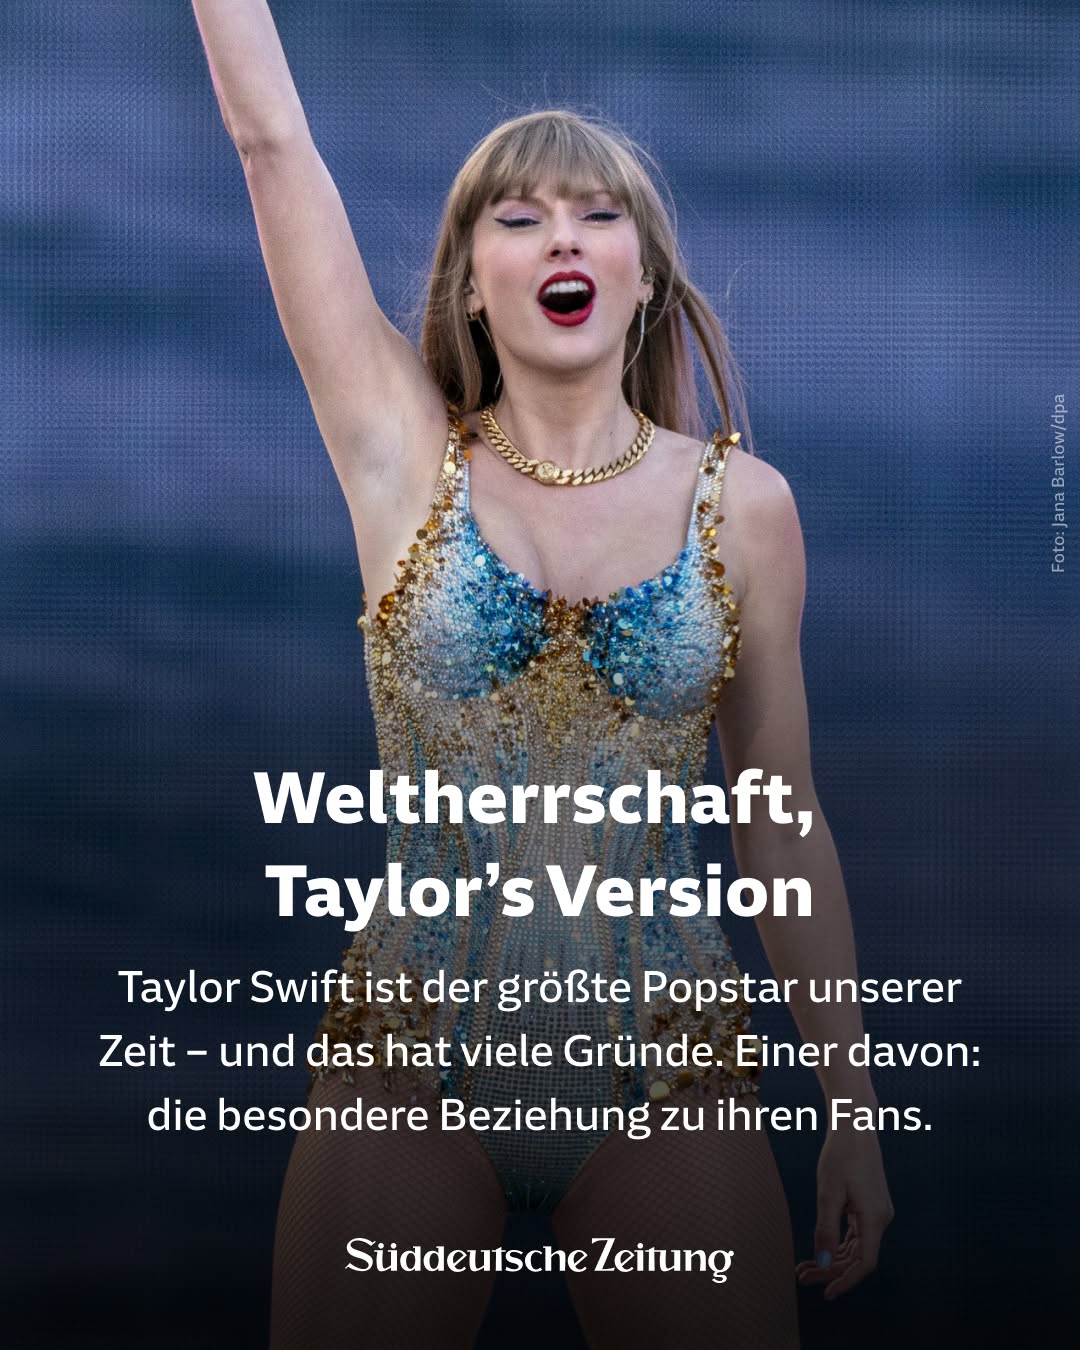 Foto: Jana Barlow/dpa
Weltherrschaft,
Taylor’s Version
Taylor Swift ist der größte Popstar unserer
Zeit – und das hat viele Gründe. Einer davon:
die besondere Beziehung zu ihren Fans.
Süddeutsche Zeitung